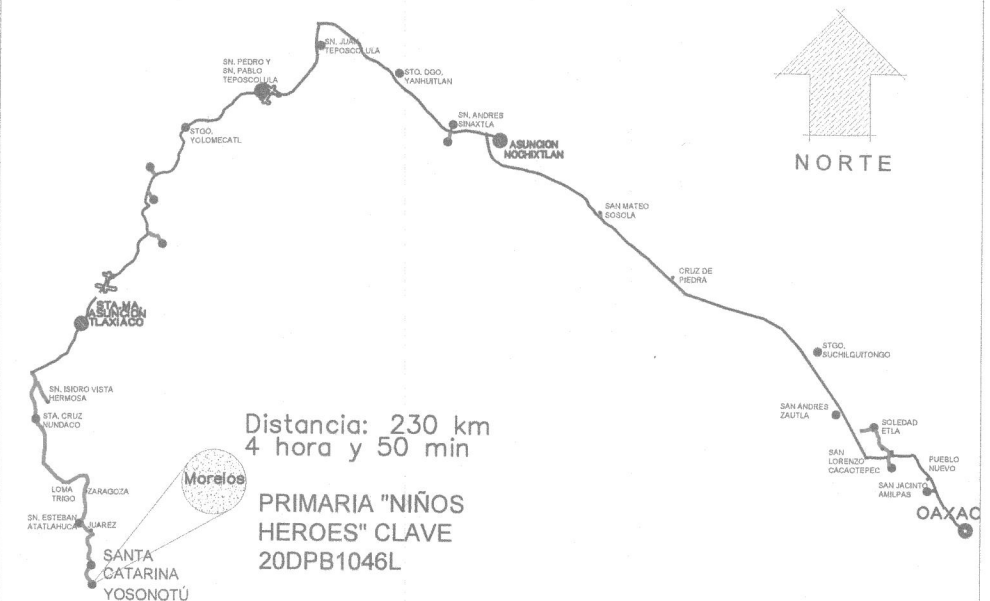 SN. JUAN
TEPOSCOLULA
SN. PEDRO Y
SN. PABLO
TEPOSCOLULA
STO. DGO.
YANHUITLAN
STGO.
YOLOMECATL
SN. ANDRES
SINAXTLA
ASUNCION
NOCHIXTLAN
NORTE
SAN MATEO
SOSOLA
CRUZ DE
PIEDRA
STA. MA.
ASUNCION
TLAXIACO
STGO.
SUCHILQUITONGO
SN. ISIDRO VISTA
HERMOSA
STA. CRUZ
NUNDACO
SAN ANDRES
ZAUTLA
SOLEDAD
ETLA
SAN
LORENZO
CACAOTEPEC
PUEBLO
NUEVO
SAN JACINTO
AMILPAS
OAXAC
Distancia: 230 km
4 hora y 50 min
Morelos
PRIMARIA "NIÑOS
HEROES" CLAVE
20DPB1046L
LOMA
TRIGO
ZARAGOZA
SN. ESTEBAN
ATATLAHUCA
JUAREZ
SANTA
CATARINA
YOSONOTÚ